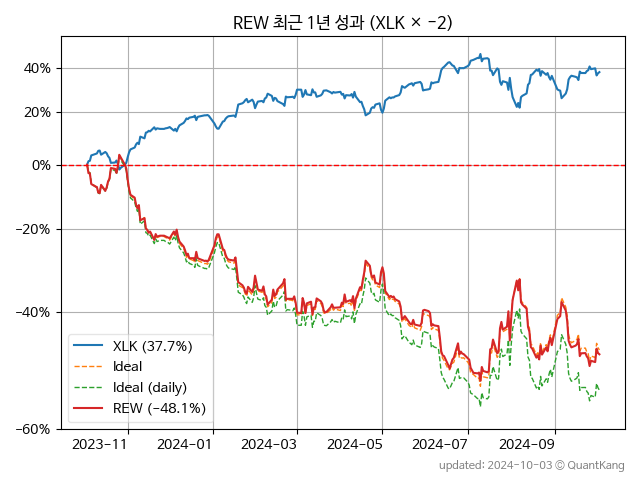 REW 최근 1년 성과 (XLK × −2)
40%
20%
0%
−20%
−40%
−60%
XLK (37.7%)
Ideal
Ideal (daily)
REW (−48.1%)
2023-11
2024-01
2024-03
2024-05
2024-07
2024-09
updated: 2024-10-03 © QuantKang